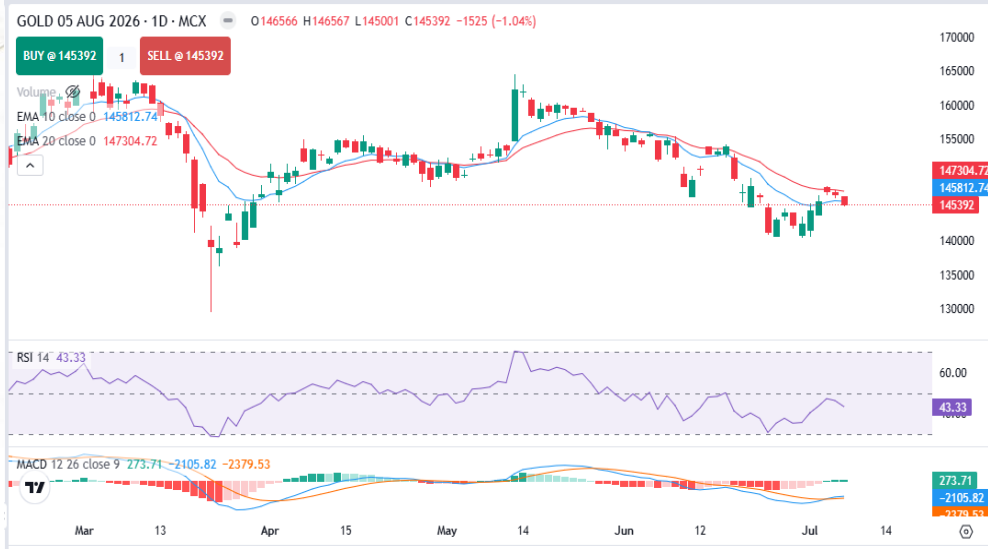 GOLD 05 AUG 2026 · 1D · MCX O146566 H146567 L145001 C145392 −1525 (−1.04%)
BUY @ 145392 1 SELL @ 145392
Volume
EMA 10 close 0 145812.74
EMA 20 close 0 147304.72
170000
165000
160000
155000
147304.72
145812.74
145392
140000
135000
130000
RSI 14 43.33
60.00
43.33
MACD 12 26 close 9 273.71 −2105.82 −2379.53
273.71
−2105.82
−2379.53
Mar 13 Apr 15 May 14 Jun 12 Jul 14